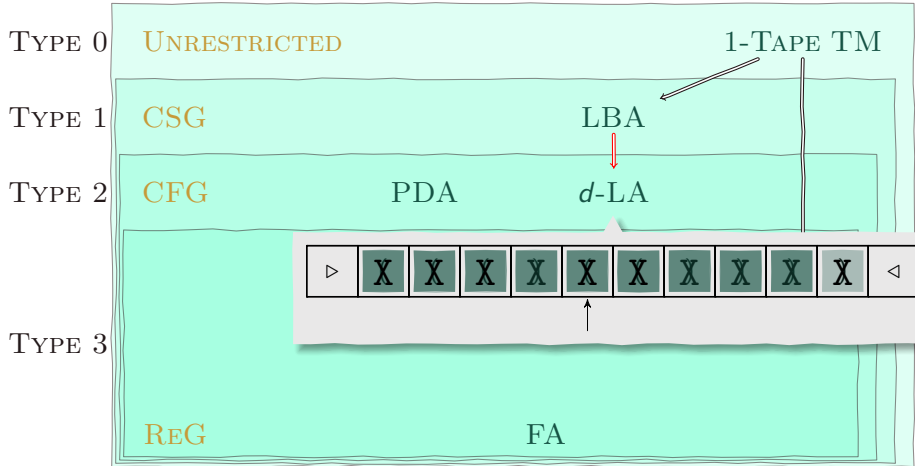 TYPE 0 UNRESTRICTED 1-TAPE TM
TYPE 1 CSG LBA
TYPE 2 CFG PDA d-LA
▷ X X X X X X X X X X ◁
TYPE 3
REG FA